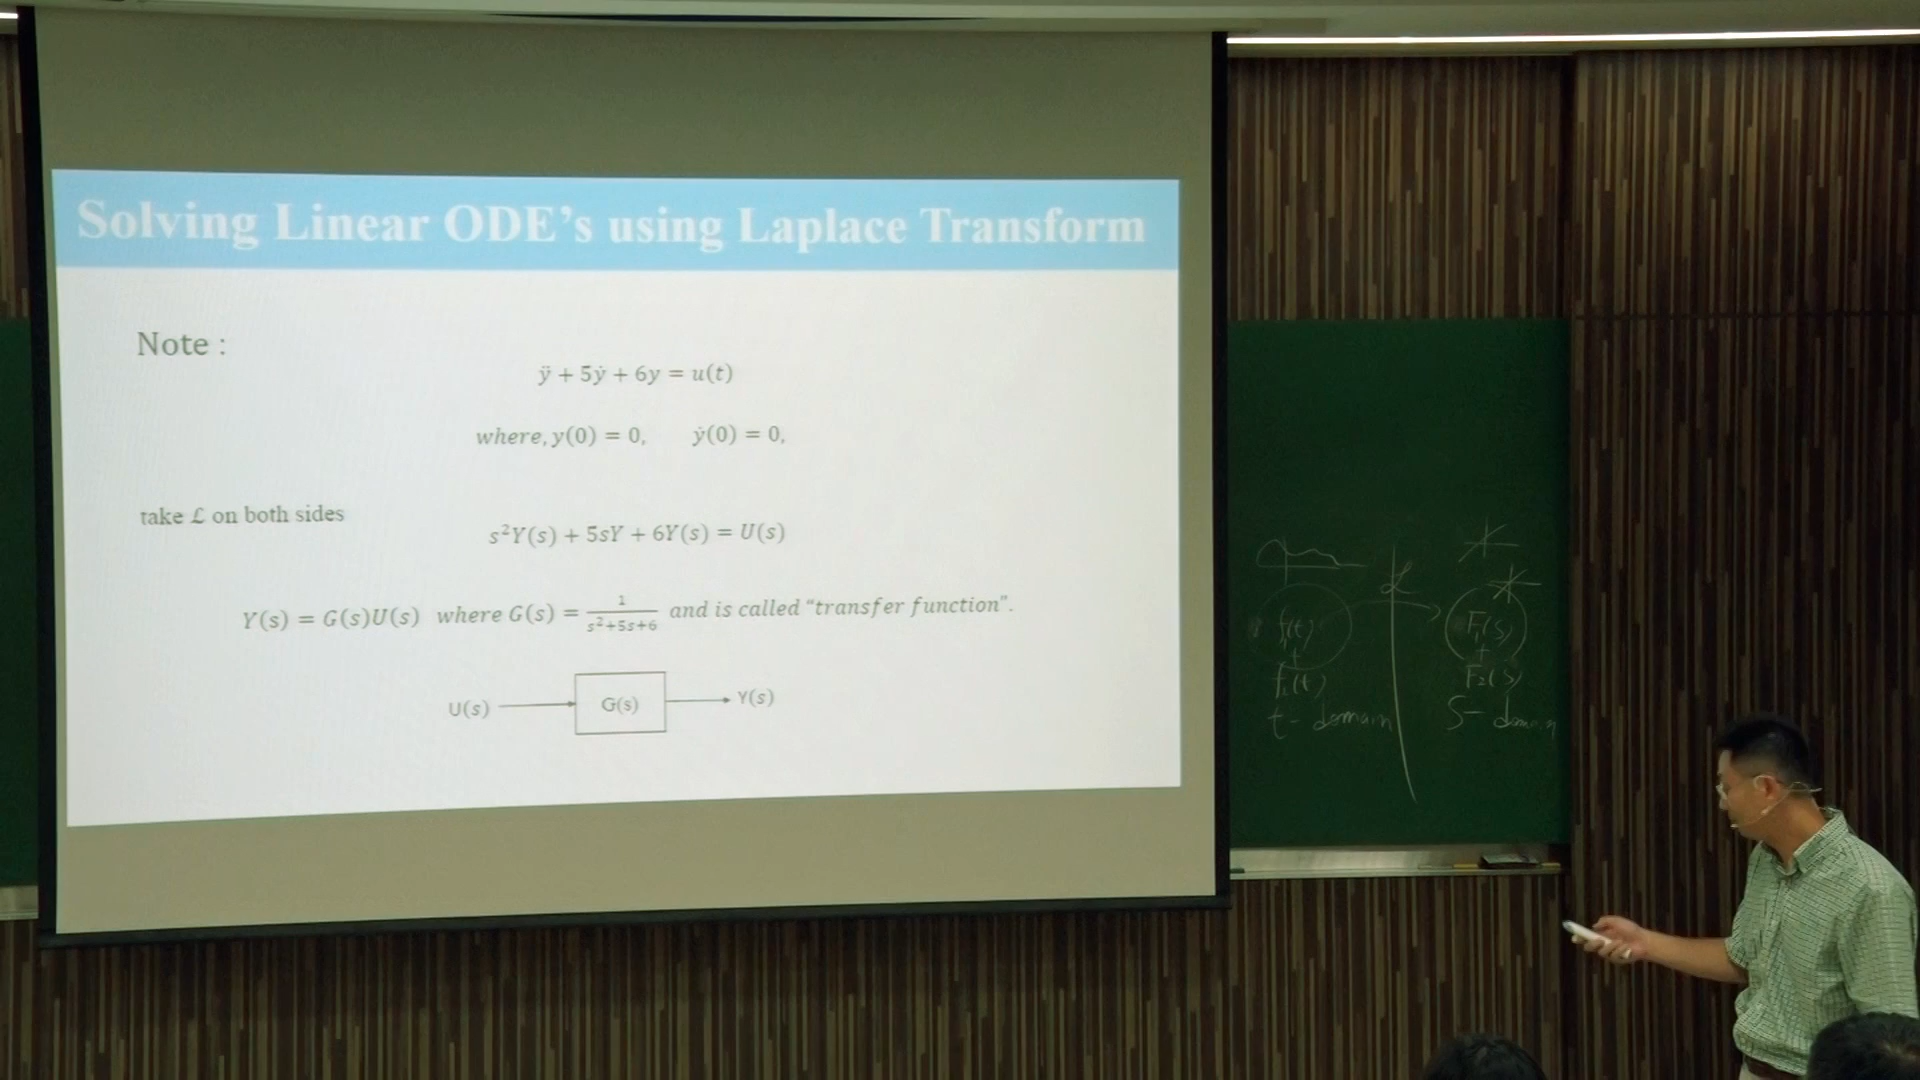 Solving Linear ODE's using Laplace Transform
Note :
ÿ + 5ẏ + 6y = u(t)
where, y(0) = 0, ẏ(0) = 0,
take ℒ on both sides
s²Y(s) + 5sY + 6Y(s) = U(s)
Y(s) = G(s)U(s) where G(s) = 1/(s²+5s+6) and is called "transfer function".
U(s) G(s) Y(s)
ℒ
f₁(t) F₁(s)
+ +
f₂(t) F₂(s)
t - domain S - domain